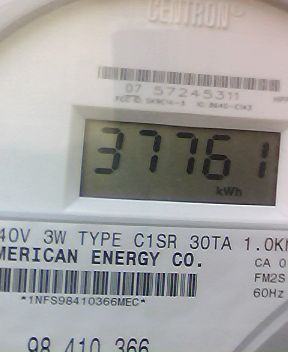 CENTRON®
07 57245311
37761
kWh
40V 3W TYPE C1SR 30TA 1.0K
MERICAN ENERGY CO.
CA 0
FM2S
60Hz
*1NFS98410366MEC*
98 410 366